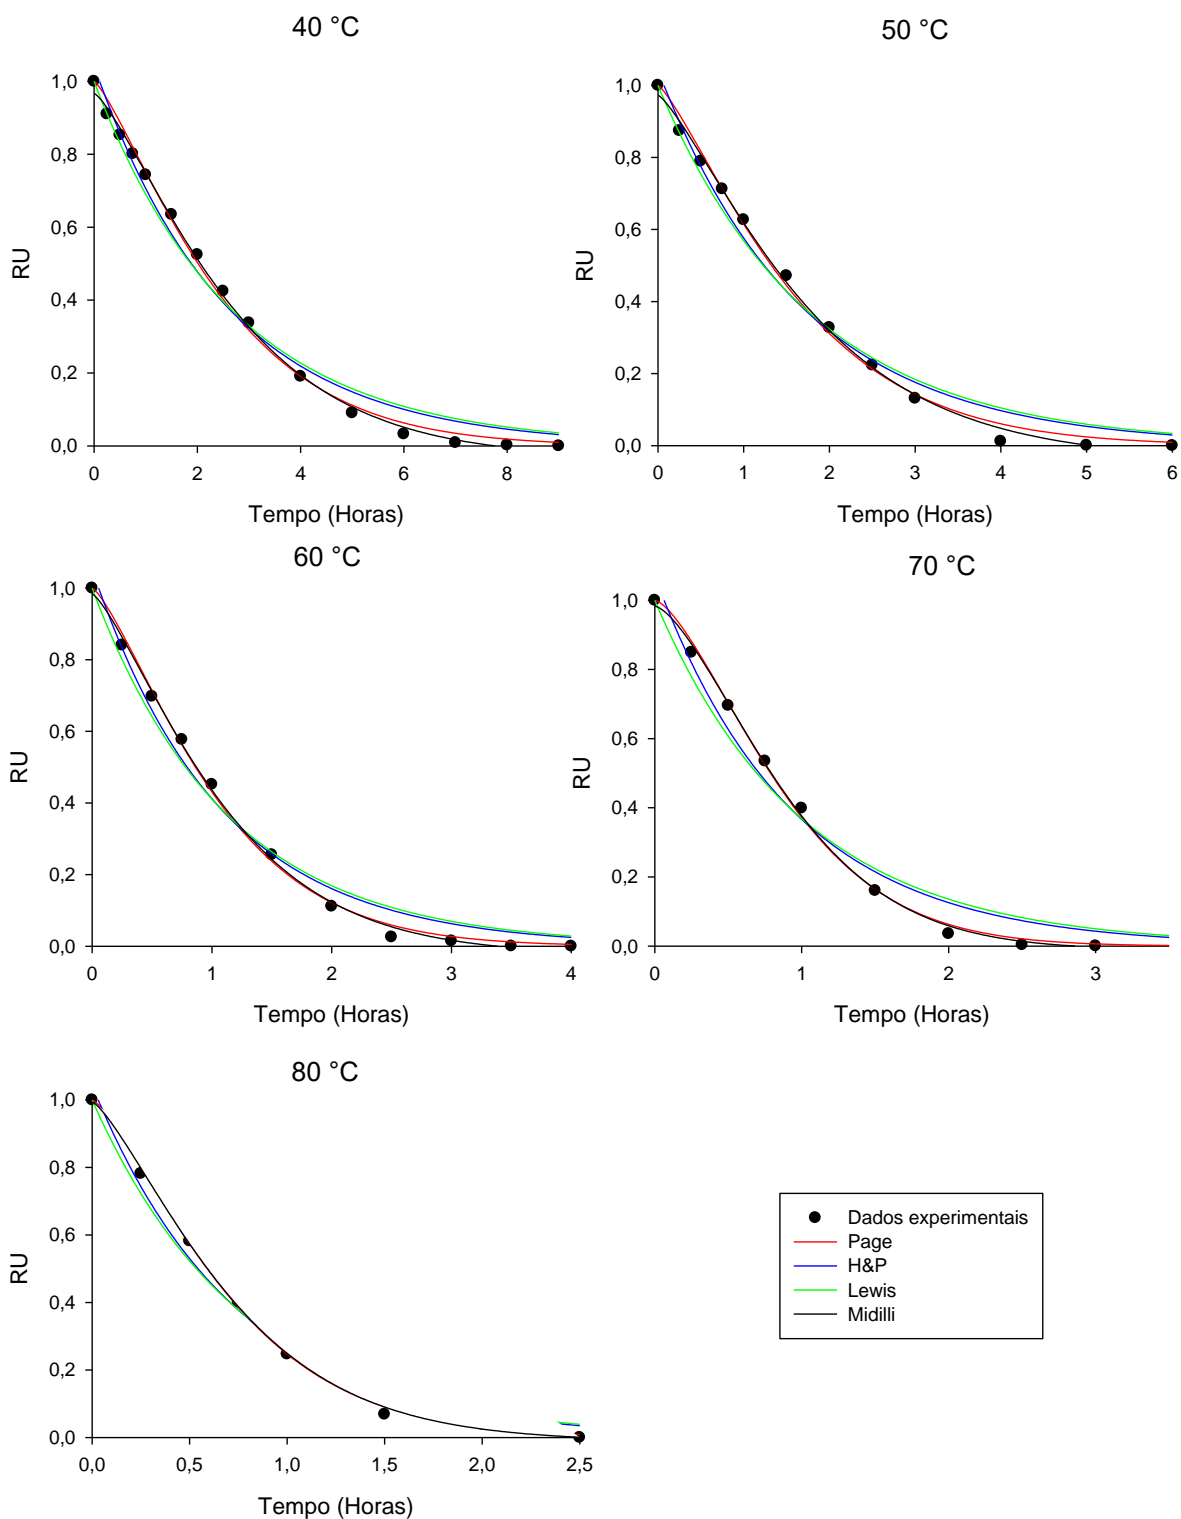 40 °C
1,0
0,8
0,6
0,4
0,2
0,0
RU
0 2 4 6 8
Tempo (Horas)
50 °C
1,0
0,8
0,6
0,4
0,2
0,0
RU
0 1 2 3 4 5 6
Tempo (Horas)
60 °C
1,0
0,8
0,6
0,4
0,2
0,0
RU
0 1 2 3 4
Tempo (Horas)
70 °C
1,0
0,8
0,6
0,4
0,2
0,0
RU
0 1 2 3
Tempo (Horas)
80 °C
1,0
0,8
0,6
0,4
0,2
0,0
RU
0,0 0,5 1,0 1,5 2,0 2,5
Tempo (Horas)
Dados experimentais
Page
H&P
Lewis
Midilli